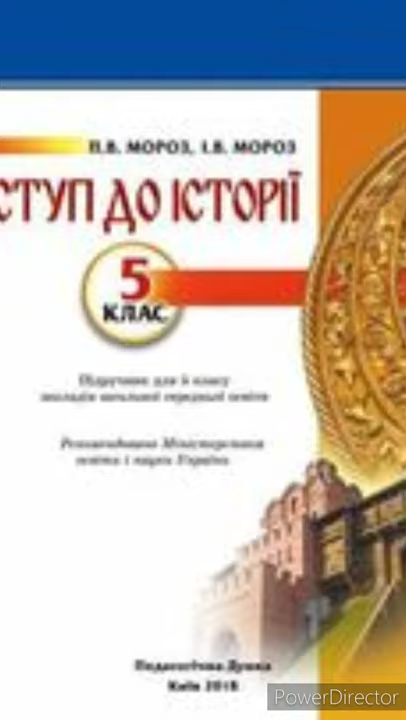 П.В. МОРОЗ, І.В. МОРОЗ
СТУП ДО ІСТОРІЇ
5
КЛАС
Підручник для 5 класу
закладів загальної середньої освіти
Рекомендовано Міністерством
освіти і науки України
Педагогічна Думка
Київ 2018
PowerDirector